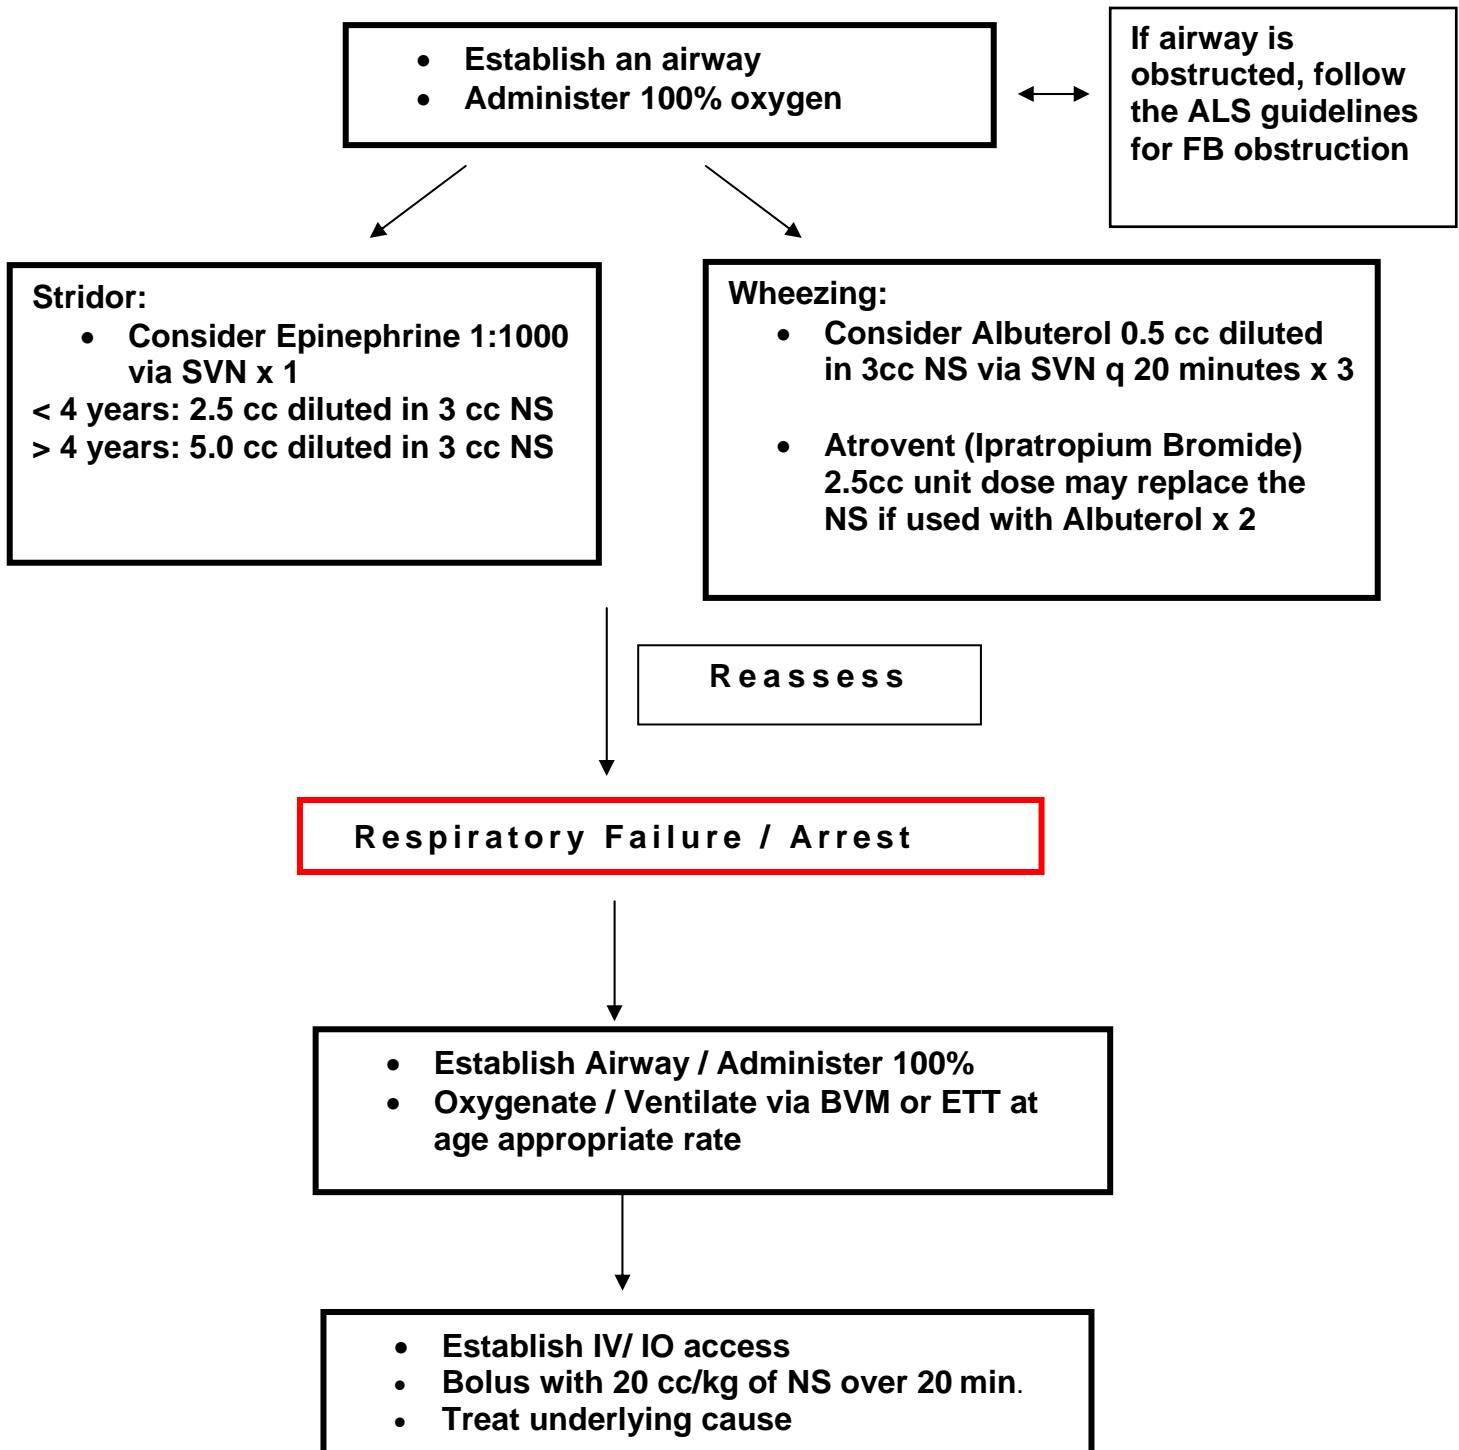 • Establish an airway
• Administer 100% oxygen
If airway is
obstructed, follow
the ALS guidelines
for FB obstruction
Stridor:
• Consider Epinephrine 1:1000
via SVN x 1
< 4 years: 2.5 cc diluted in 3 cc NS
> 4 years: 5.0 cc diluted in 3 cc NS
Wheezing:
• Consider Albuterol 0.5 cc diluted
in 3cc NS via SVN q 20 minutes x 3
• Atrovent (Ipratropium Bromide)
2.5cc unit dose may replace the
NS if used with Albuterol x 2
Reassess
Respiratory Failure / Arrest
• Establish Airway / Administer 100%
• Oxygenate / Ventilate via BVM or ETT at
age appropriate rate
• Establish IV/ IO access
• Bolus with 20 cc/kg of NS over 20 min.
• Treat underlying cause